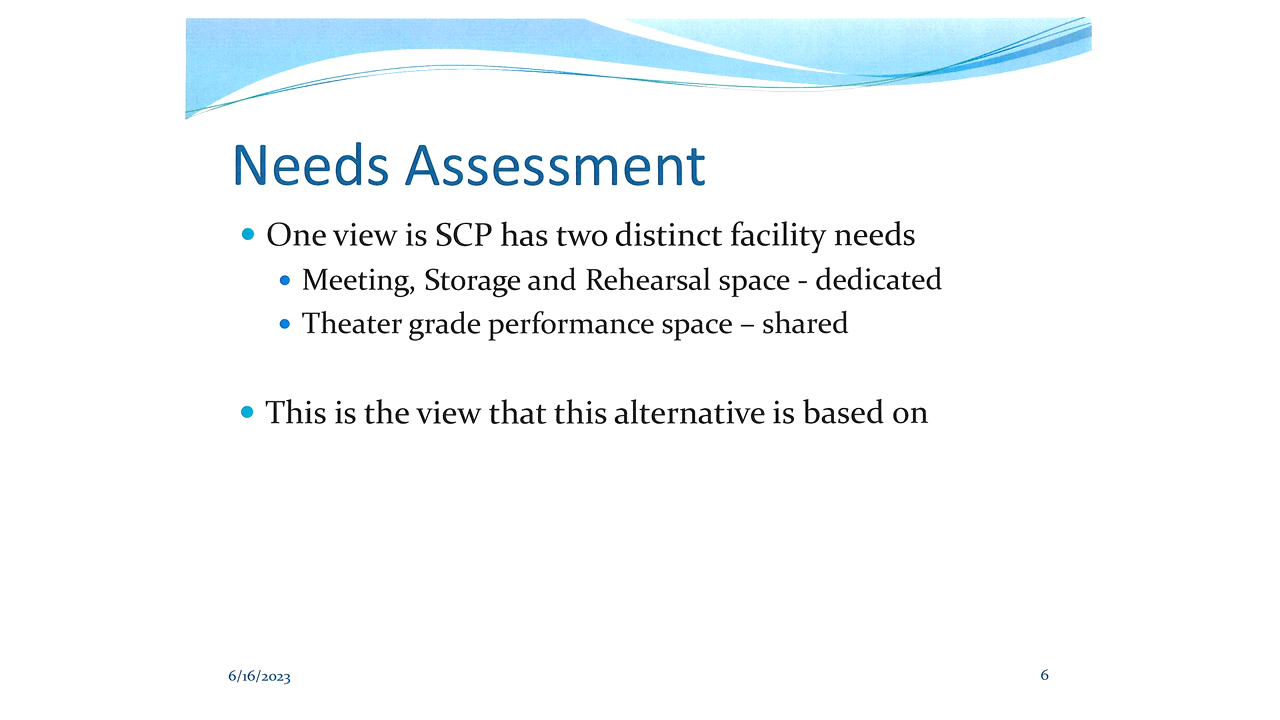 Needs Assessment
• One view is SCP has two distinct facility needs
• Meeting, Storage and Rehearsal space - dedicated
• Theater grade performance space – shared
• This is the view that this alternative is based on
6/16/2023
6